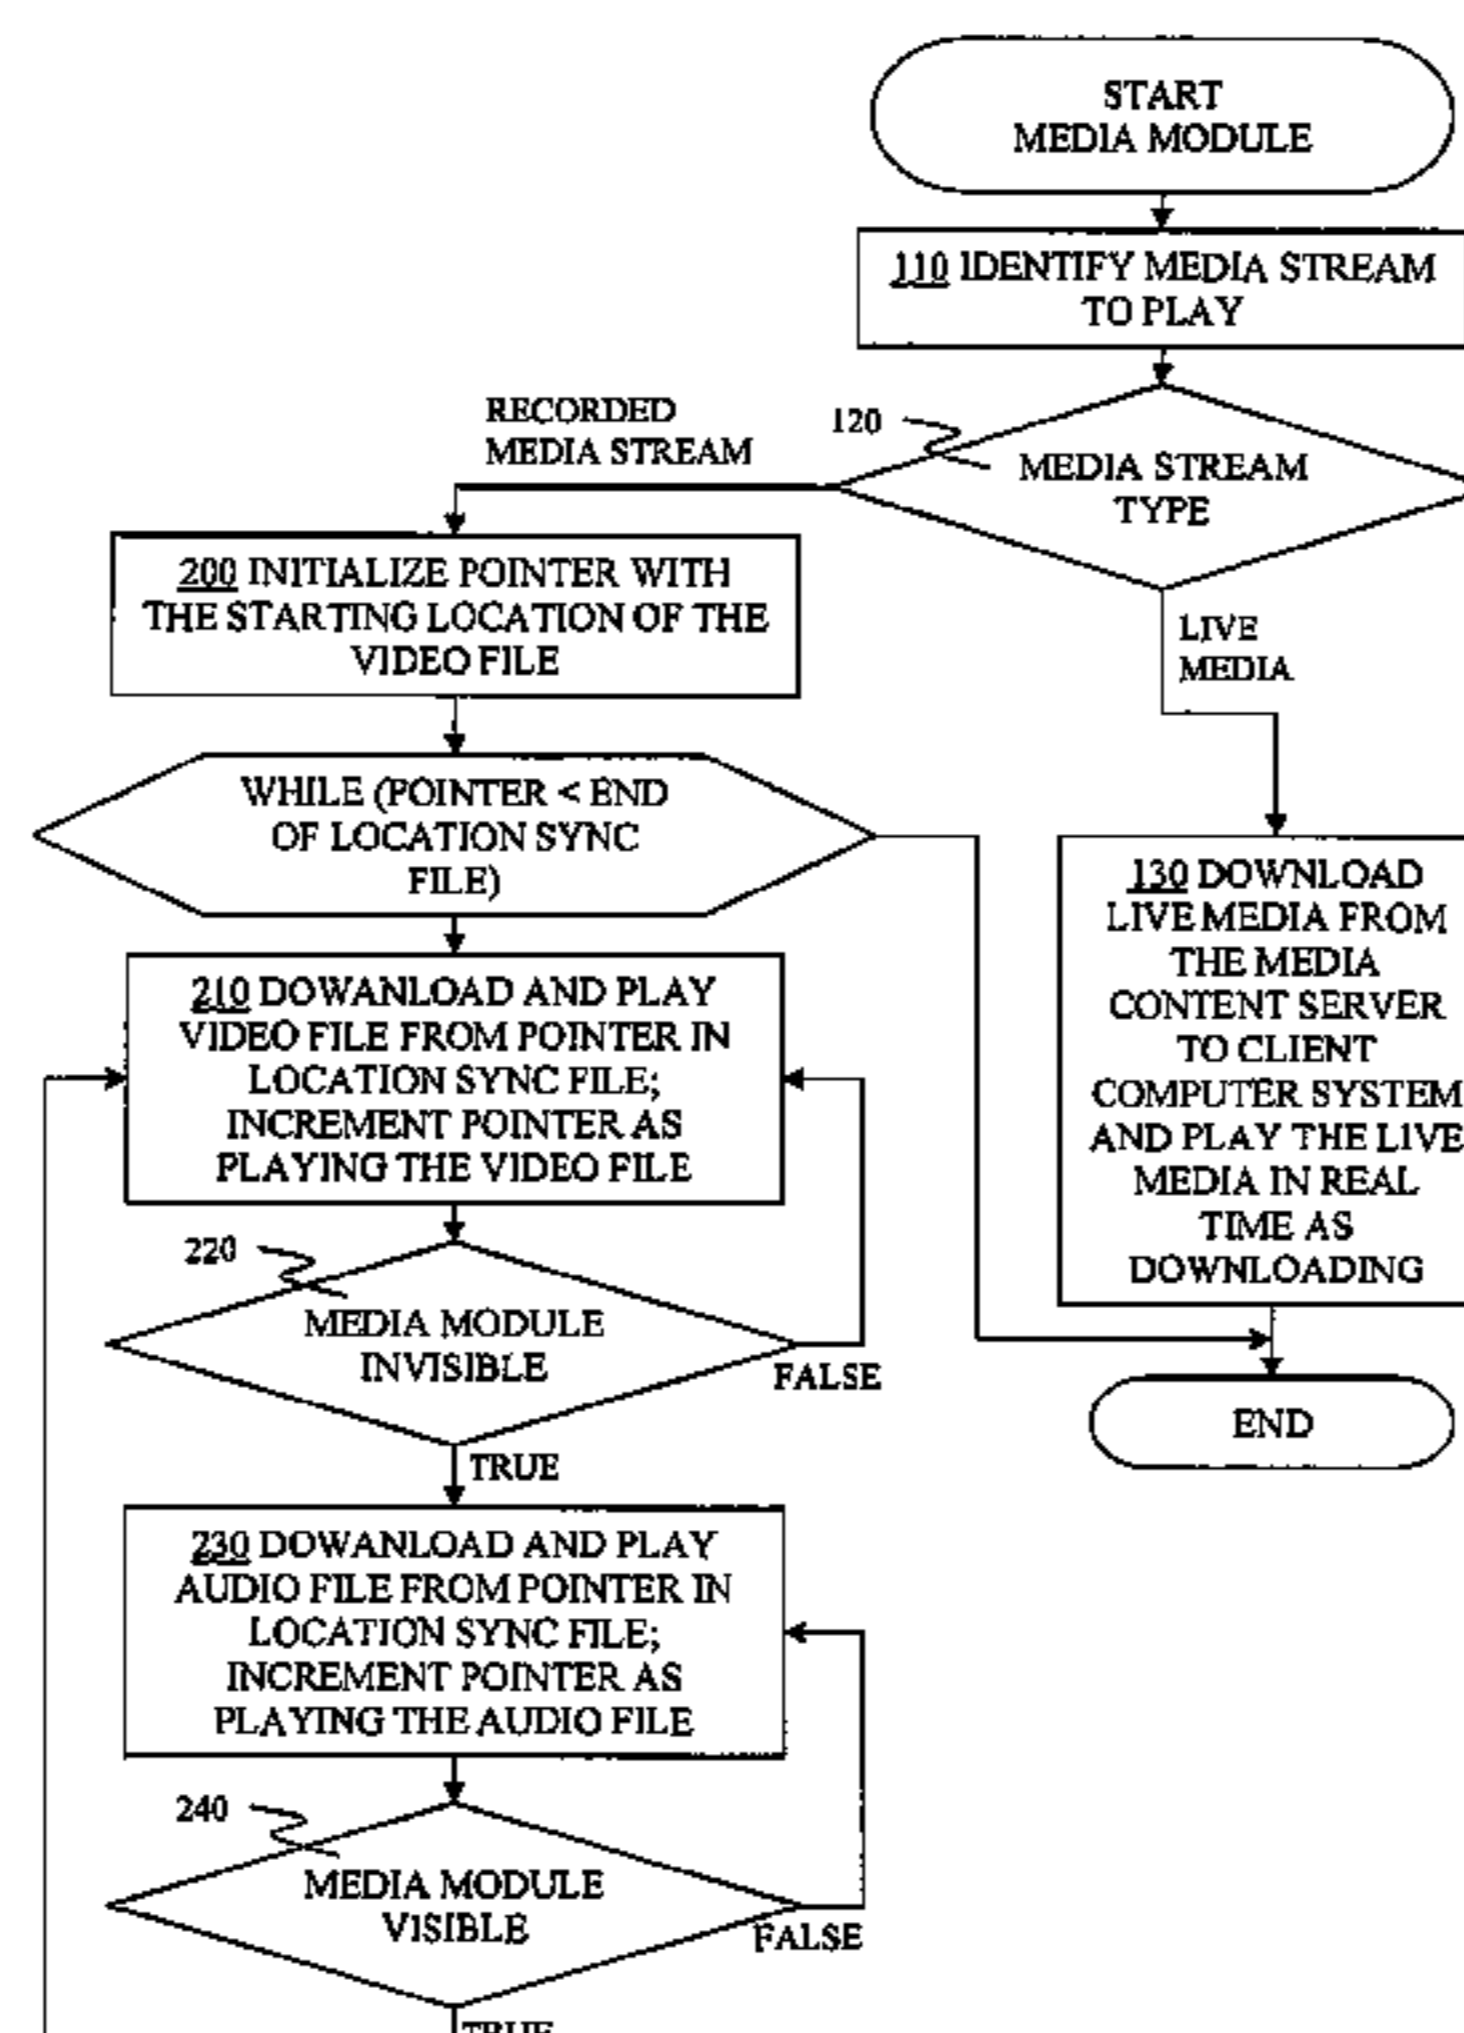 START
MEDIA MODULE
110 IDENTIFY MEDIA STREAM
TO PLAY
RECORDED
MEDIA STREAM
120
MEDIA STREAM
TYPE
200 INITIALIZE POINTER WITH
THE STARTING LOCATION OF THE
VIDEO FILE
LIVE
MEDIA
WHILE (POINTER < END
OF LOCATION SYNC
FILE)
130 DOWNLOAD
LIVE MEDIA FROM
THE MEDIA
CONTENT SERVER
TO CLIENT
COMPUTER SYSTEM
AND PLAY THE LIVE
MEDIA IN REAL
TIME AS
DOWNLOADING
210 DOWANLOAD AND PLAY
VIDEO FILE FROM POINTER IN
LOCATION SYNC FILE;
INCREMENT POINTER AS
PLAYING THE VIDEO FILE
220
MEDIA MODULE
INVISIBLE
FALSE
TRUE
END
230 DOWANLOAD AND PLAY
AUDIO FILE FROM POINTER IN
LOCATION SYNC FILE;
INCREMENT POINTER AS
PLAYING THE AUDIO FILE
240
MEDIA MODULE
VISIBLE
FALSE
TRUE